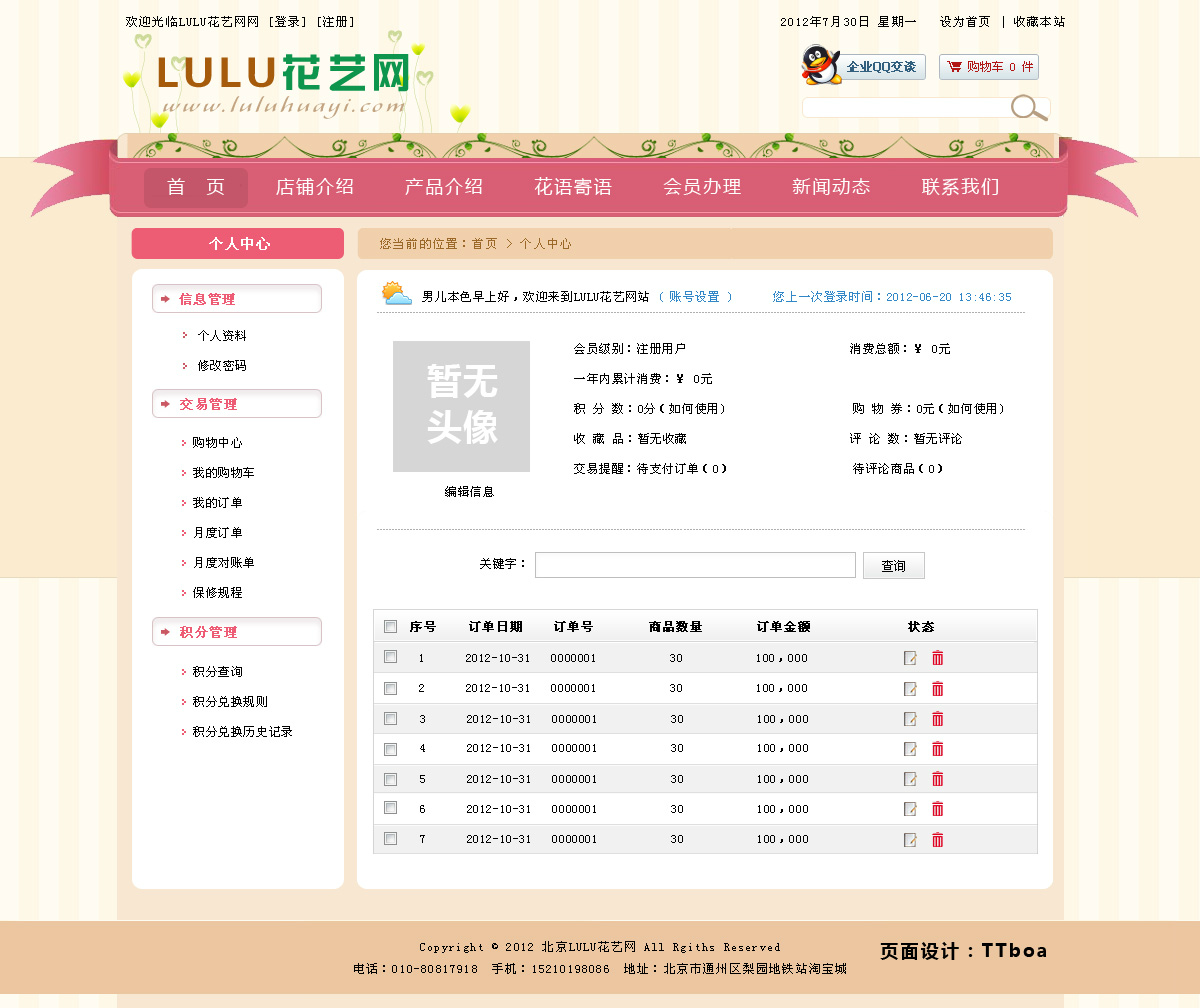 欢迎光临LULU花艺网网 [登录] [注册]
2012年7月30日 星期一 设为首页 | 收藏本站
LULU花艺网
www.luluhuayi.com
企业QQ交谈
购物车 0 件
首 页 店铺介绍 产品介绍 花语寄语 会员办理 新闻动态 联系我们
个人中心
您当前的位置：首页 > 个人中心
信息管理
个人资料
修改密码
交易管理
购物中心
我的购物车
我的订单
月度订单
月度对账单
保修规程
积分管理
积分查询
积分兑换规则
积分兑换历史记录
男儿本色早上好，欢迎来到LULU花艺网站 （ 账号设置 ） 您上一次登录时间：2012-06-20 13:46:35
暂无
头像
编辑信息
会员级别：注册用户 消费总额：¥ 0元
一年内累计消费：¥ 0元
积 分 数：0分（如何使用） 购 物 券：0元（如何使用）
收 藏 品：暂无收藏 评 论 数：暂无评论
交易提醒：待支付订单（0） 待评论商品（0）
关键字： 查询
序号 订单日期 订单号 商品数量 订单金额 状态
1 2012-10-31 0000001 30 100，000
2 2012-10-31 0000001 30 100，000
3 2012-10-31 0000001 30 100，000
4 2012-10-31 0000001 30 100，000
5 2012-10-31 0000001 30 100，000
6 2012-10-31 0000001 30 100，000
7 2012-10-31 0000001 30 100，000
Copyright © 2012 北京LULU花艺网 All Rgiths Reserved
电话：010-80817918 手机：15210198086 地址：北京市通州区梨园地铁站淘宝城
页面设计：TTboa